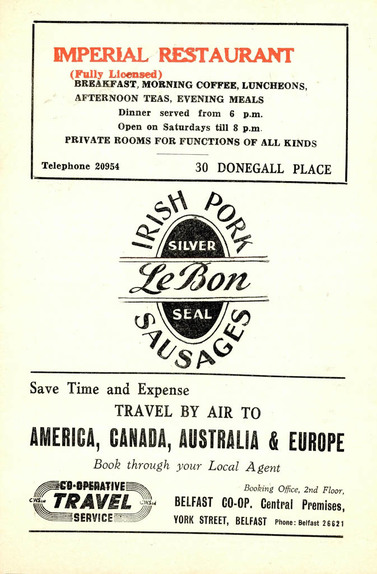 IMPERIAL RESTAURANT
(Fully Licensed)
BREAKFAST, MORNING COFFEE, LUNCHEONS,
AFTERNOON TEAS, EVENING MEALS
Dinner served from 6 p.m.
Open on Saturdays till 8 p.m.
PRIVATE ROOMS FOR FUNCTIONS OF ALL KINDS
Telephone 20954 30 DONEGALL PLACE
IRISH PORK
SILVER
LeBon
SEAL
SAUSAGES
Save Time and Expense
TRAVEL BY AIR TO
AMERICA, CANADA, AUSTRALIA & EUROPE
Book through your Local Agent
CO-OPERATIVE
TRAVEL
SERVICE
Booking Office, 2nd Floor,
BELFAST CO-OP. Central Premises,
YORK STREET, BELFAST Phone: Belfast 26621